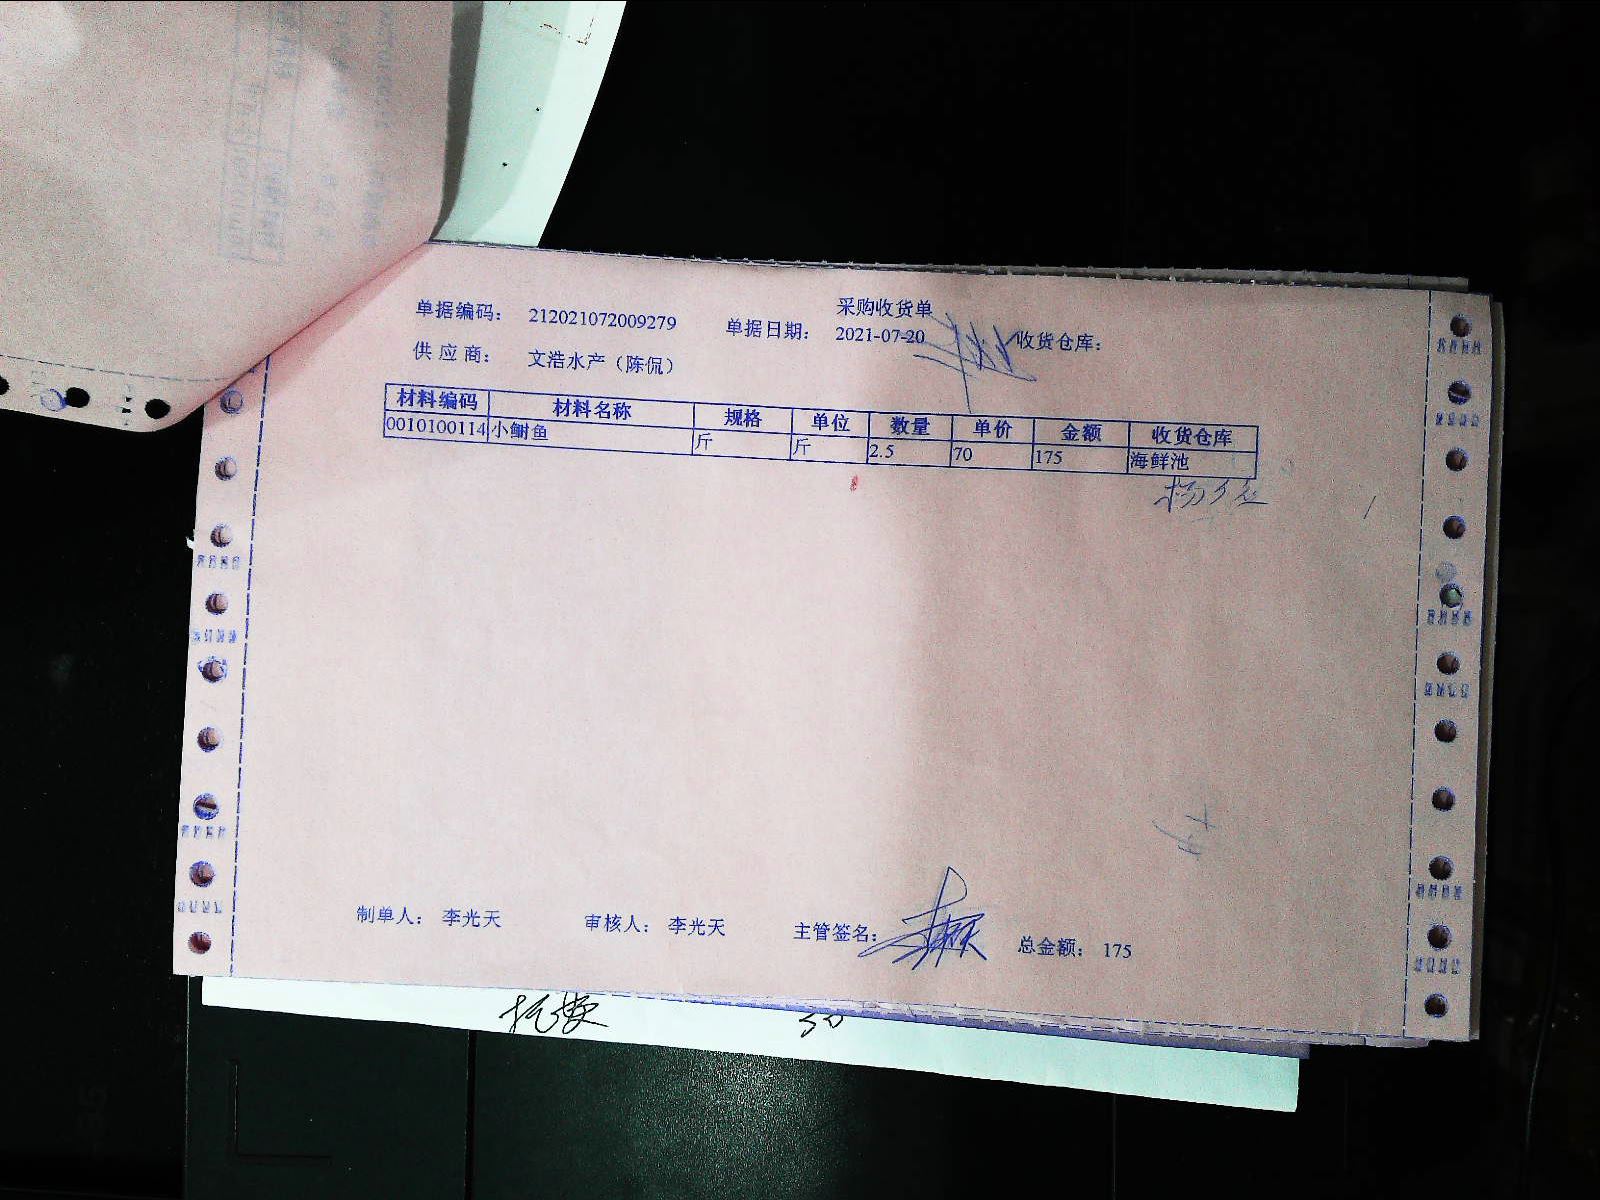 采购收货单
单据编码： 212021072009279 单据日期： 2021-07-20 收货仓库：
供应商： 文浩水产（陈侃）
材料编码 材料名称 规格 单位 数量 单价 金额 收货仓库
0010100114 小鲥鱼 斤 斤 2.5 70 175 海鲜池
制单人： 李光天 审核人： 李光天 主管签名： 总金额： 175
50